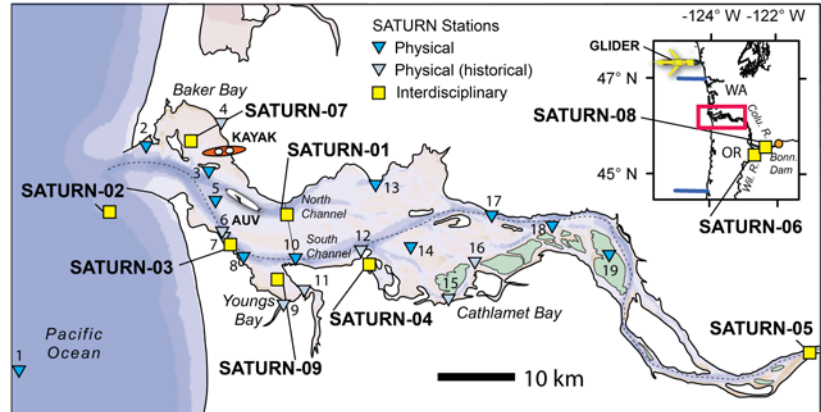 SATURN Stations
Physical
Physical (historical)
Interdisciplinary
-124° W -122° W
GLIDER
47° N
WA
SATURN-08
Colu. R.
OR
Bonn.
Dam
45° N
Wil. R.
SATURN-06
Baker Bay
4
SATURN-07
2
KAYAK
SATURN-01
3
13
SATURN-02
5
North
Channel
17
6
AUV
18
7
South
Channel
12
SATURN-03
8
10
14
16
19
11
15
Youngs
Bay
9
SATURN-04
Cathlamet Bay
SATURN-05
Pacific
Ocean
1
SATURN-09
10 km